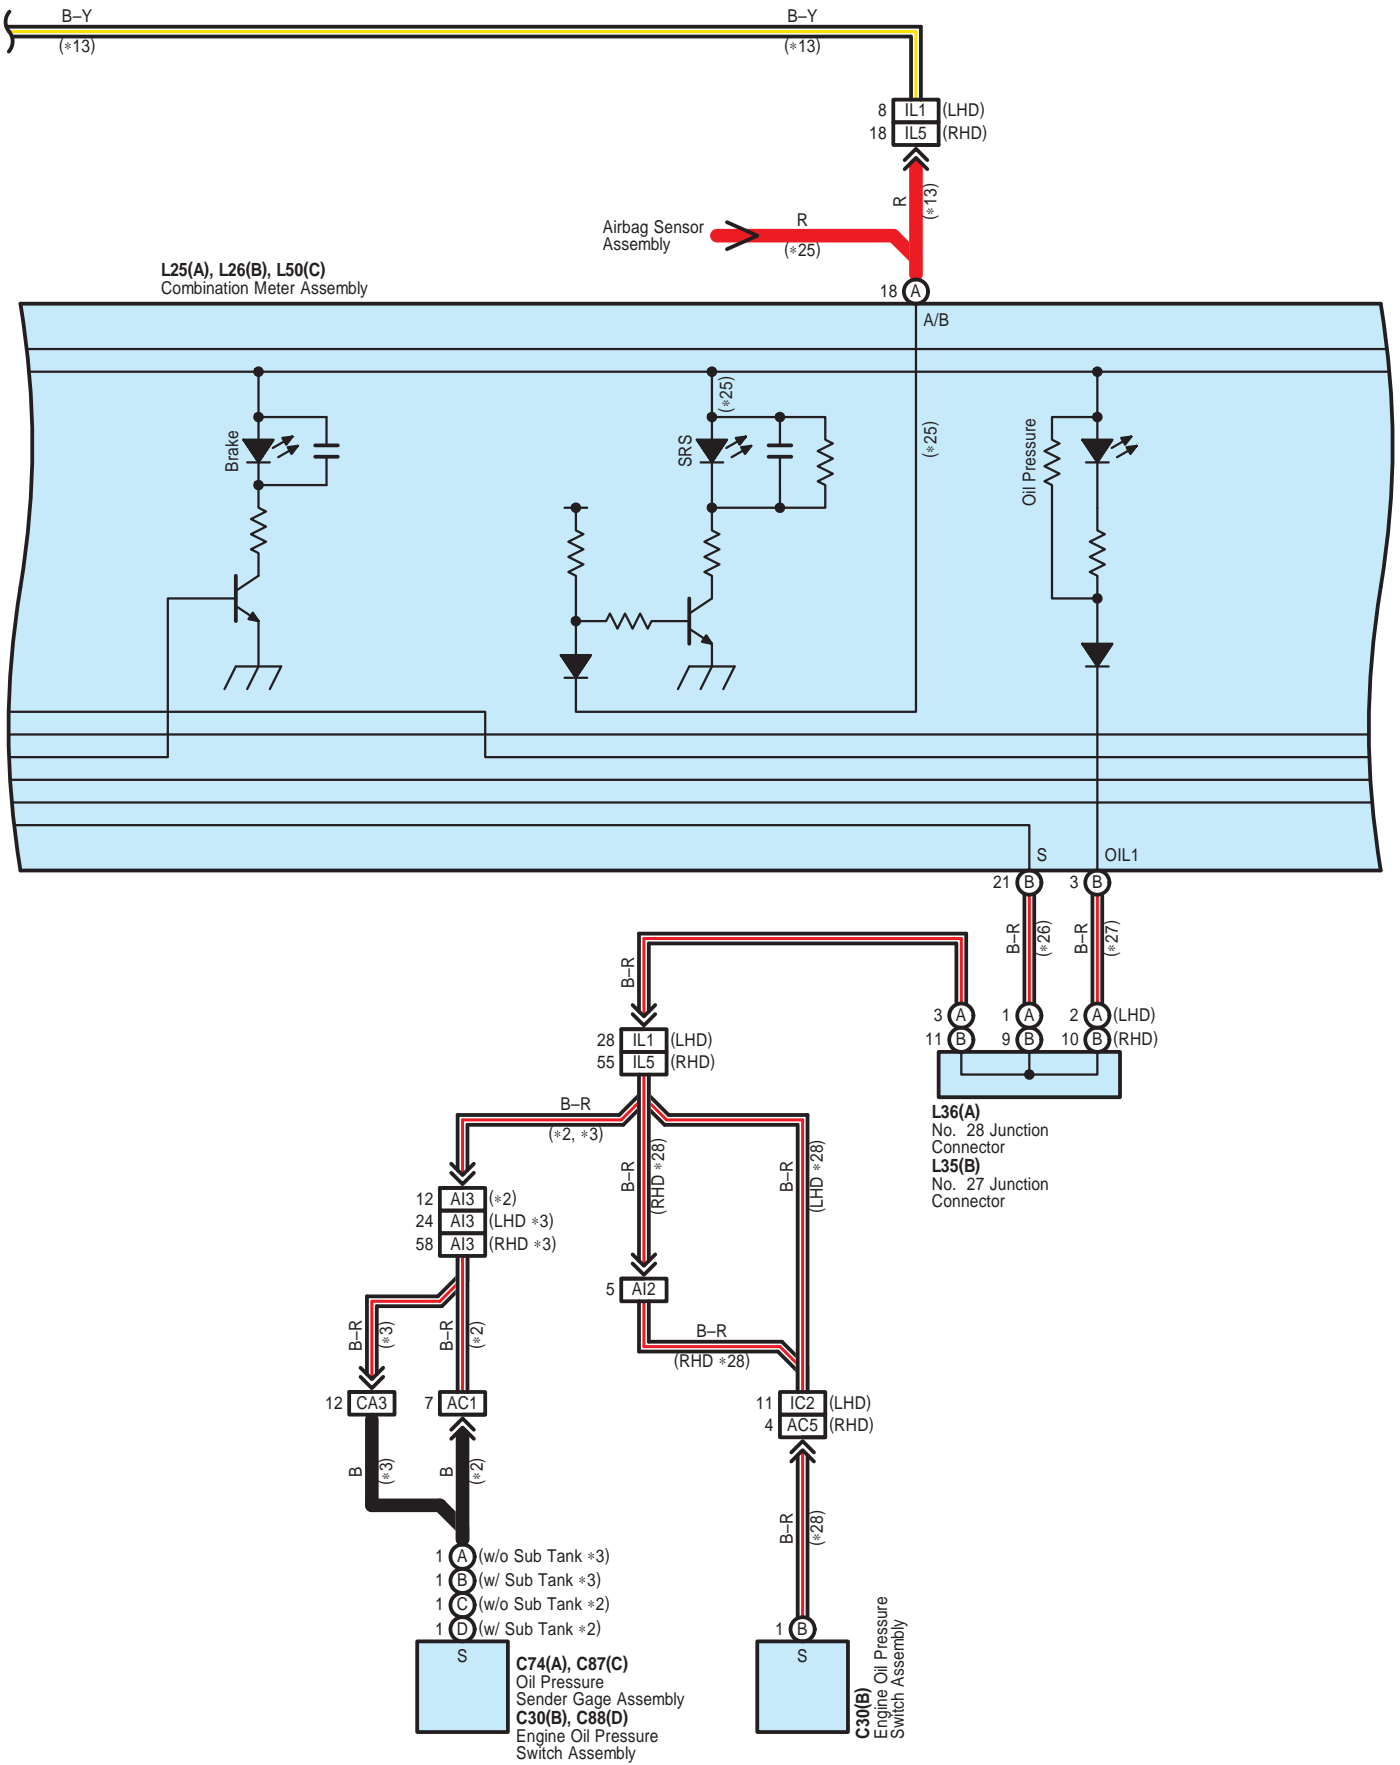 B–Y
(*13)
B–Y
(*13)
8 IL1 (LHD)
18 IL5 (RHD)
R
(*13)
Airbag Sensor
Assembly
R
(*25)
L25(A), L26(B), L50(C)
Combination Meter Assembly
18 A
A/B
Brake
SRS
(*25)
(*25)
Oil Pressure
S
OIL1
21 B
3 B
B–R
(*26)
B–R
(*27)
B–R
3 A
1 A
2 A (LHD)
11 B
9 B
10 B (RHD)
28 IL1 (LHD)
55 IL5 (RHD)
L36(A)
No. 28 Junction
Connector
L35(B)
No. 27 Junction
Connector
B–R
(*2, *3)
B–R
(RHD *28)
B–R
(LHD *28)
12 AI3 (*2)
24 AI3 (LHD *3)
58 AI3 (RHD *3)
5 AI2
B–R
(*3)
B–R
(*2)
B–R
(RHD *28)
12 CA3
7 AC1
11 IC2 (LHD)
4 AC5 (RHD)
B
(*3)
B
(*2)
B–R
(*28)
1 A (w/o Sub Tank *3)
1 B (w/ Sub Tank *3)
1 C (w/o Sub Tank *2)
1 D (w/ Sub Tank *2)
S
C74(A), C87(C)
Oil Pressure
Sender Gage Assembly
C30(B), C88(D)
Engine Oil Pressure
Switch Assembly
1 B
S
C30(B)
Engine Oil Pressure
Switch Assembly